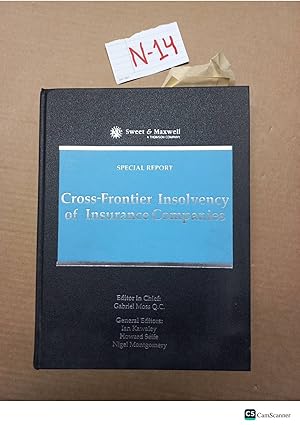 N-14
Sweet & Maxwell
A THOMSON COMPANY
SPECIAL REPORT
Cross-Frontier Insolvency
of Insurance Companies
Editor in Chief:
Gabriel Moss Q.C.
General Editors:
Ian Kawaley
Howard Seife
Nigel Montgomery
CS CamScanner